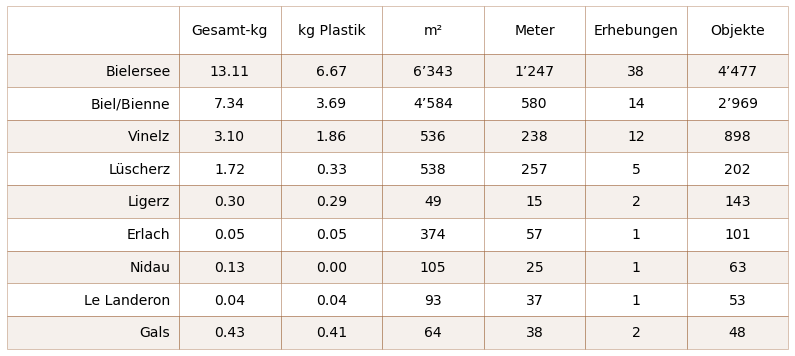 Gesamt-kg kg Plastik m² Meter Erhebungen Objekte
Bielersee 13.11 6.67 6’343 1’247 38 4’477
Biel/Bienne 7.34 3.69 4’584 580 14 2’969
Vinelz 3.10 1.86 536 238 12 898
Lüscherz 1.72 0.33 538 257 5 202
Ligerz 0.30 0.29 49 15 2 143
Erlach 0.05 0.05 374 57 1 101
Nidau 0.13 0.00 105 25 1 63
Le Landeron 0.04 0.04 93 37 1 53
Gals 0.43 0.41 64 38 2 48